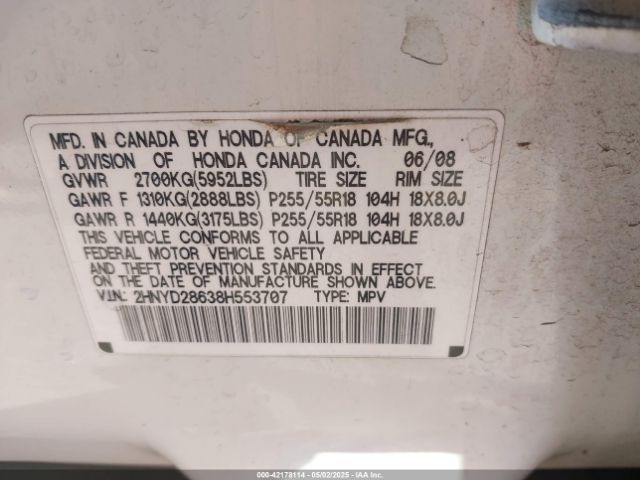 MFD. IN CANADA BY HONDA OF CANADA MFG.,
A DIVISION OF HONDA CANADA INC. 06/08
GVWR 2700KG(5952LBS) TIRE SIZE RIM SIZE
GAWR F 1310KG(2888LBS) P255/55R18 104H 18X8.0J
GAWR R 1440KG(3175LBS) P255/55R18 104H 18X8.0J
THIS VEHICLE CONFORMS TO ALL APPLICABLE
FEDERAL MOTOR VEHICLE SAFETY
AND THEFT PREVENTION STANDARDS IN EFFECT
ON THE DATE OF MANUFACTURE SHOWN ABOVE.
V.I.N.: 2HNYD28638H553707 TYPE: MPV
000-42178114 - 05/02/2025 - IAAI.com